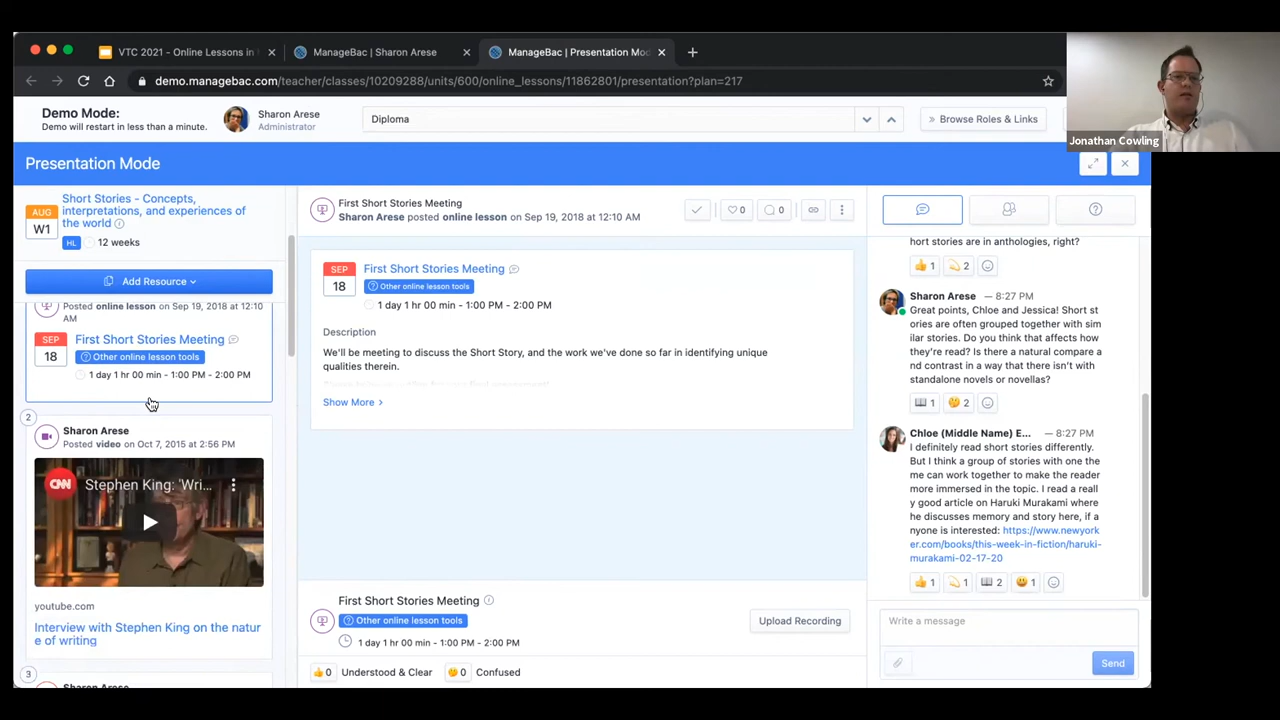 VTC 2021 - Online Lessons in
ManageBac | Sharon Arese
ManageBac | Presentation Mo
demo.managebac.com/teacher/classes/10209288/units/600/online_lessons/11862801/presentation?plan=217
Jonathan Cowling
Demo Mode:
Demo will restart in less than a minute.
Sharon Arese
Administrator
Diploma
» Browse Roles & Links
Presentation Mode
AUG
W1
Short Stories - Concepts,
interpretations, and experiences of
the world
HL
12 weeks
Add Resource
Posted online lesson on Sep 19, 2018 at 12:10
AM
SEP
18
First Short Stories Meeting
Other online lesson tools
1 day 1 hr 00 min - 1:00 PM - 2:00 PM
2
Sharon Arese
Posted video on Oct 7, 2015 at 2:56 PM
CNN
Stephen King: 'Wri...
youtube.com
Interview with Stephen King on the natur
e of writing
3
Sharon Arese
First Short Stories Meeting
Sharon Arese posted online lesson on Sep 19, 2018 at 12:10 AM
0
0
SEP
18
First Short Stories Meeting
Other online lesson tools
1 day 1 hr 00 min - 1:00 PM - 2:00 PM
Description
We'll be meeting to discuss the Short Story, and the work we've done so far in identifying unique
qualities therein.
Show More >
First Short Stories Meeting
Other online lesson tools
1 day 1 hr 00 min - 1:00 PM - 2:00 PM
Upload Recording
0 Understood & Clear
0 Confused
hort stories are in anthologies, right?
1
2
Sharon Arese — 8:27 PM
Great points, Chloe and Jessica! Short st
ories are often grouped together with sim
ilar stories. Do you think that affects how
they're read? Is there a natural compare a
nd contrast in a way that there isn't with
standalone novels or novellas?
1
2
Chloe (Middle Name) E... — 8:27 PM
I definitely read short stories differently.
But I think a group of stories with one the
me can work together to make the reader
more immersed in the topic. I read a reall
y good article on Haruki Murakami where
he discusses memory and story here, if a
nyone is interested: https://www.newyork
er.com/books/this-week-in-fiction/haruki-
murakami-02-17-20
1
1
2
1
Write a message
Send